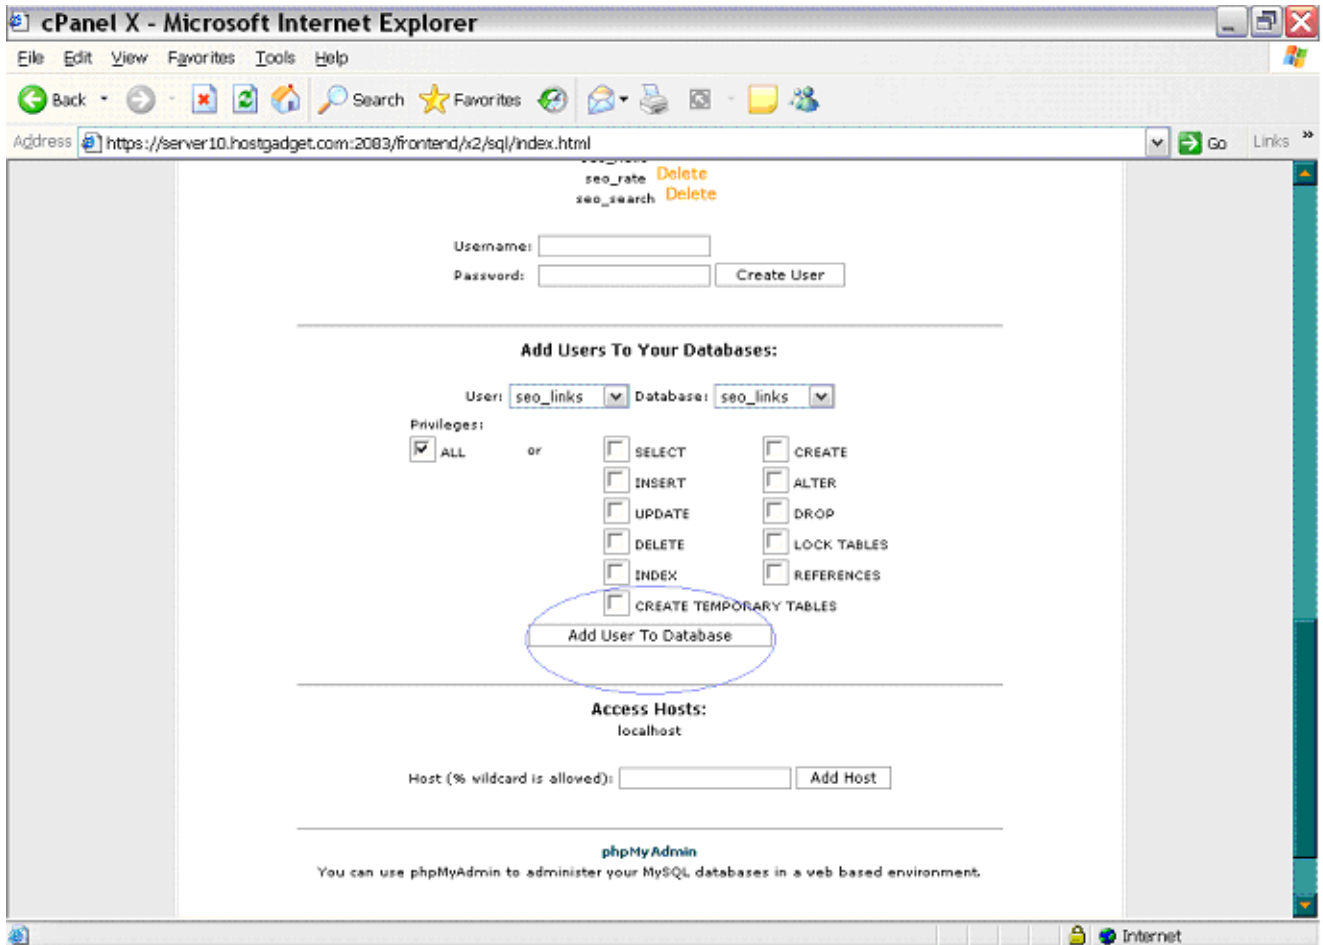 cPanel X - Microsoft Internet Explorer
File Edit View Favorites Tools Help
Back Search Favorites
Address https://server10.hostgadget.com:2083/frontend/x2/sql/index.html Go Links »
seo_rate Delete
seo_search Delete
Username:
Password: Create User
Add Users To Your Databases:
User: seo_links Database: seo_links
Privileges:
ALL or SELECT CREATE
INSERT ALTER
UPDATE DROP
DELETE LOCK TABLES
INDEX REFERENCES
CREATE TEMPORARY TABLES
Add User To Database
Access Hosts:
localhost
Host (% wildcard is allowed): Add Host
phpMyAdmin
You can use phpMyAdmin to administer your MySQL databases in a web based environment.
Internet